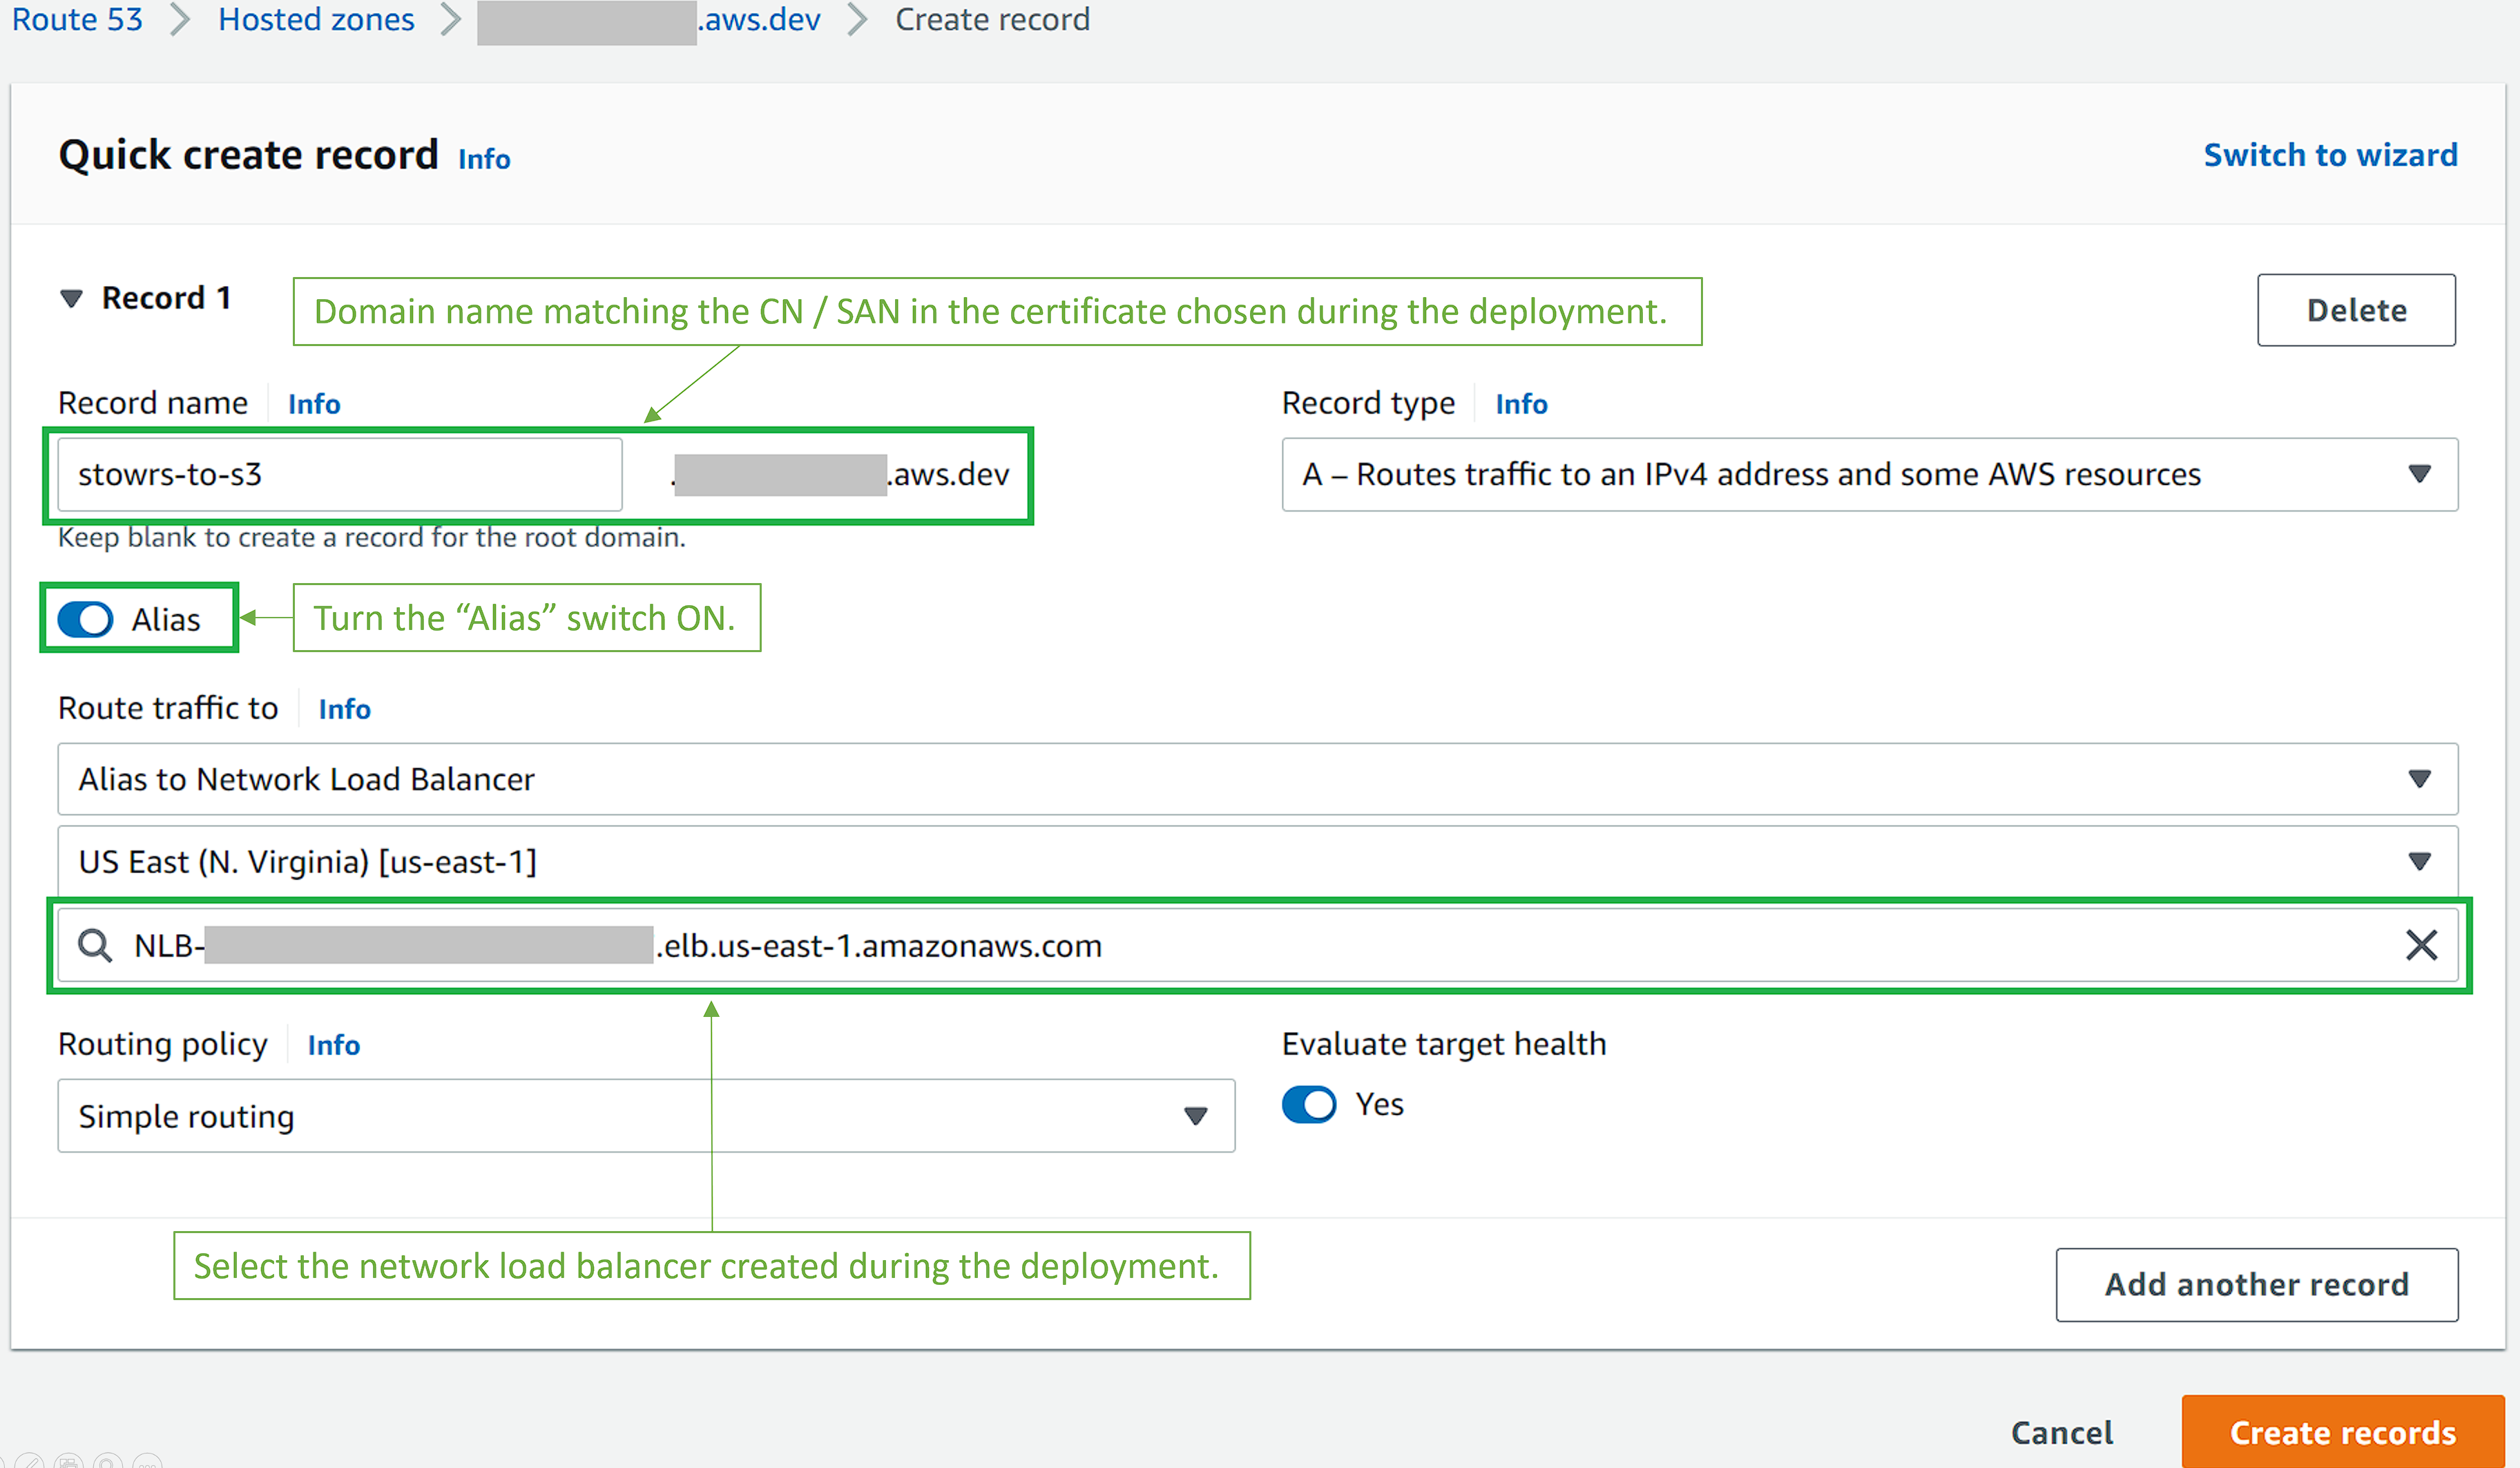 Route 53 Hosted zones .aws.dev Create record
Quick create record Info
Switch to wizard
Record 1
Domain name matching the CN / SAN in the certificate chosen during the deployment.
Delete
Record name Info
Record type Info
stowrs-to-s3 . .aws.dev
A – Routes traffic to an IPv4 address and some AWS resources
Keep blank to create a record for the root domain.
Alias
Turn the “Alias” switch ON.
Route traffic to Info
Alias to Network Load Balancer
US East (N. Virginia) [us-east-1]
NLB- .elb.us-east-1.amazonaws.com
Routing policy Info
Evaluate target health
Simple routing
Yes
Select the network load balancer created during the deployment.
Add another record
Cancel
Create records